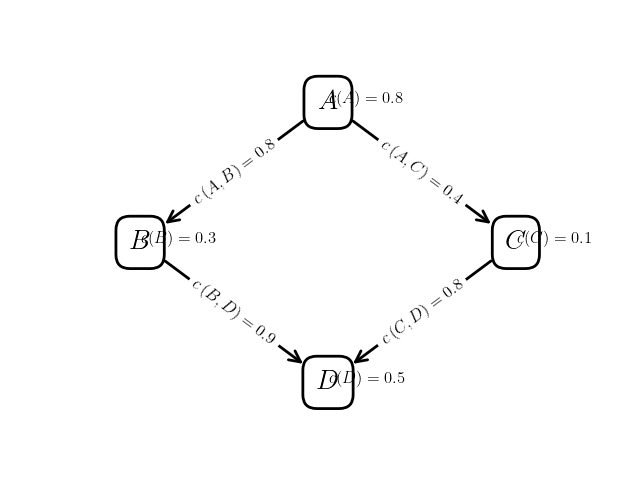 A c(A) = 0.8
c(A, B) = 0.8
c(A, C) = 0.4
B c(B) = 0.3
C c(C) = 0.1
c(B, D) = 0.9
c(C, D) = 0.8
D c(D) = 0.5